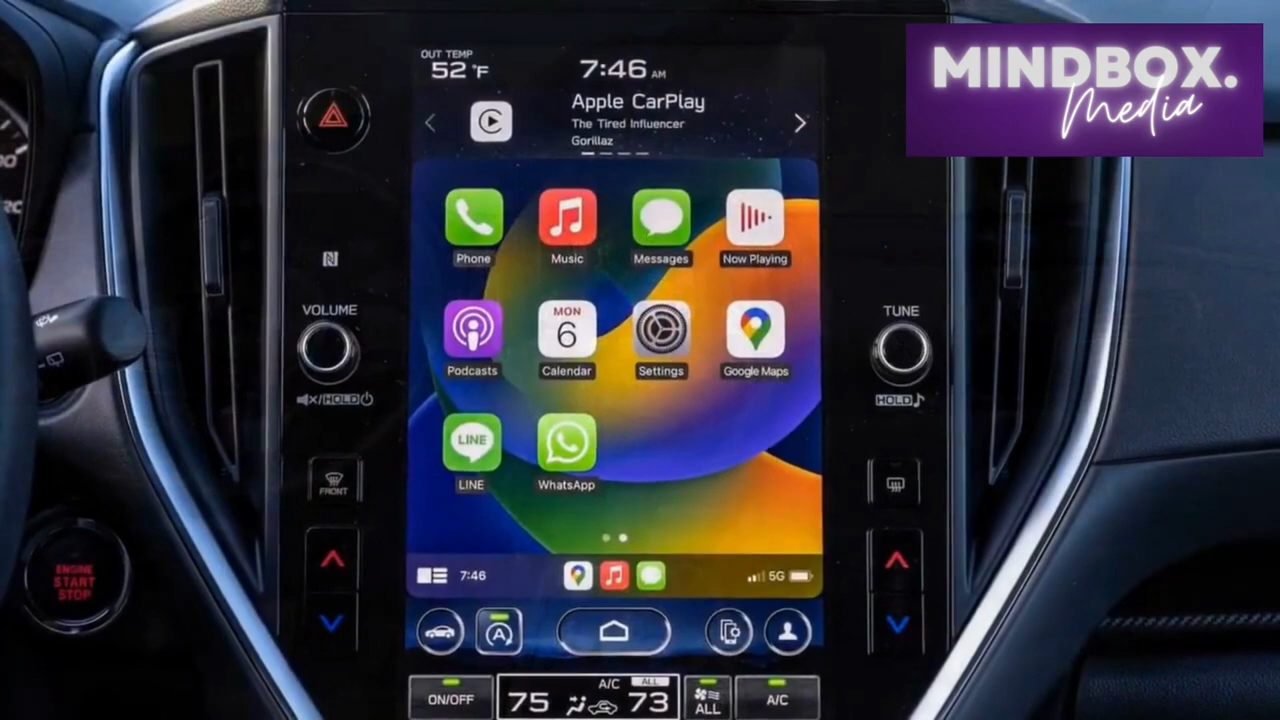 MINDBOX.
Media
OUT TEMP
52 °F
7:46 AM
Apple CarPlay
The Tired Influencer
Gorillaz
VOLUME
HOLD
TUNE
HOLD
Phone
Music
Messages
Now Playing
MON
6
Podcasts
Calendar
Settings
Google Maps
LINE
LINE
WhatsApp
7:46
5G
FRONT
ENGINE
START
STOP
A
ON/OFF
75
A/C
ALL
73
ALL
A/C